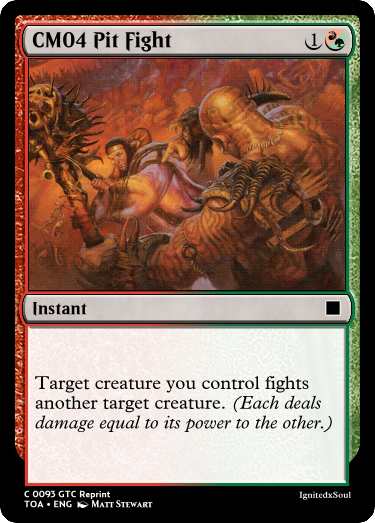 CM04 Pit Fight 1
Instant
Target creature you control fights
another target creature. (Each deals
damage equal to its power to the other.)
C 0093 GTC Reprint
TOA • ENG Matt Stewart
IgnitedxSoul